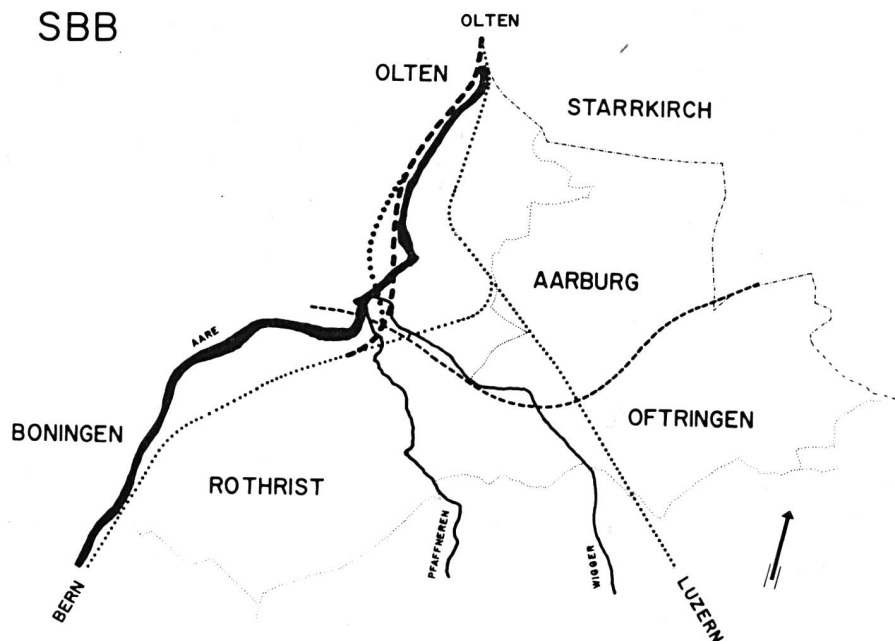 SBB
OLTEN
OLTEN
STARRKIRCH
AARBURG
AARE
BONINGEN
OFTRINGEN
ROTHRIST
PFAFFNEREN
WIGGER
BERN
LUZERN